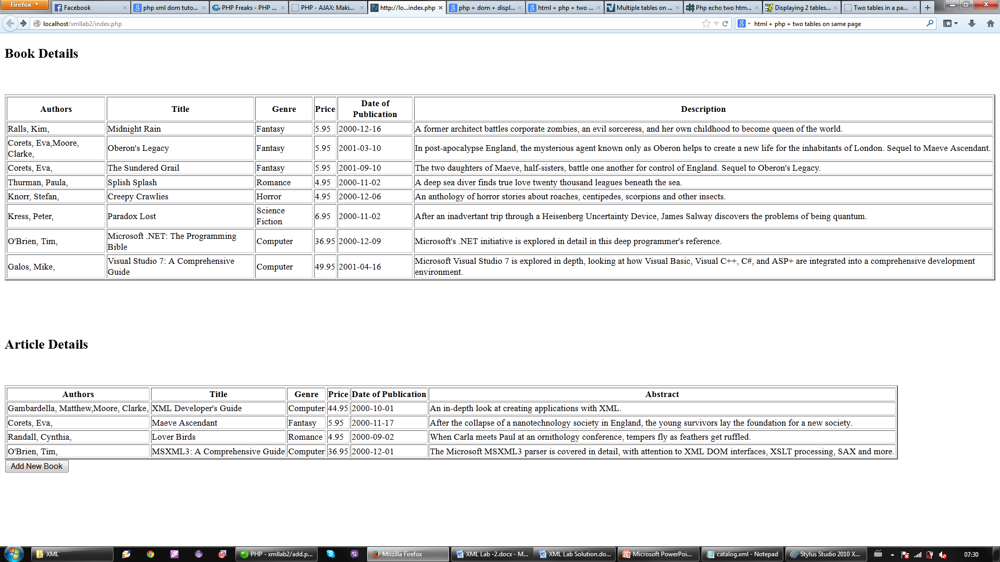 Firefox
Facebook
php xml dom tuto...
PHP Freaks - PHP ...
PHP - AJAX: Maki...
http://lo...index.php
php + dom + displ...
html + php + two ...
Multiple tables on ...
Php echo two htm...
Displaying 2 tables...
Two tables in a pa...
localhost/xmllab2/index.php
html + php + two tables on same page
Book Details
Authors Title Genre Price Date of Publication Description
Ralls, Kim, Midnight Rain Fantasy 5.95 2000-12-16 A former architect battles corporate zombies, an evil sorceress, and her own childhood to become queen of the world.
Corets, Eva,Moore, Clarke, Oberon's Legacy Fantasy 5.95 2001-03-10 In post-apocalypse England, the mysterious agent known only as Oberon helps to create a new life for the inhabitants of London. Sequel to Maeve Ascendant.
Corets, Eva, The Sundered Grail Fantasy 5.95 2001-09-10 The two daughters of Maeve, half-sisters, battle one another for control of England. Sequel to Oberon's Legacy.
Thurman, Paula, Splish Splash Romance 4.95 2000-11-02 A deep sea diver finds true love twenty thousand leagues beneath the sea.
Knorr, Stefan, Creepy Crawlies Horror 4.95 2000-12-06 An anthology of horror stories about roaches, centipedes, scorpions and other insects.
Kress, Peter, Paradox Lost Science Fiction 6.95 2000-11-02 After an inadvertant trip through a Heisenberg Uncertainty Device, James Salway discovers the problems of being quantum.
O'Brien, Tim, Microsoft .NET: The Programming Bible Computer 36.95 2000-12-09 Microsoft's .NET initiative is explored in detail in this deep programmer's reference.
Galos, Mike, Visual Studio 7: A Comprehensive Guide Computer 49.95 2001-04-16 Microsoft Visual Studio 7 is explored in depth, looking at how Visual Basic, Visual C++, C#, and ASP+ are integrated into a comprehensive development environment.
Article Details
Authors Title Genre Price Date of Publication Abstract
Gambardella, Matthew,Moore, Clarke, XML Developer's Guide Computer 44.95 2000-10-01 An in-depth look at creating applications with XML.
Corets, Eva, Maeve Ascendant Fantasy 5.95 2000-11-17 After the collapse of a nanotechnology society in England, the young survivors lay the foundation for a new society.
Randall, Cynthia, Lover Birds Romance 4.95 2000-09-02 When Carla meets Paul at an ornithology conference, tempers fly as feathers get ruffled.
O'Brien, Tim, MSXML3: A Comprehensive Guide Computer 36.95 2000-12-01 The Microsoft MSXML3 parser is covered in detail, with attention to XML DOM interfaces, XSLT processing, SAX and more.
Add New Book
XML
PHP - xmllab2/add.p...
Mozilla Firefox
XML Lab -2.docx - M...
XML Lab Solution.do...
Microsoft PowerPoi...
catalog.xml - Notepad
Stylus Studio 2010 X...
07:30